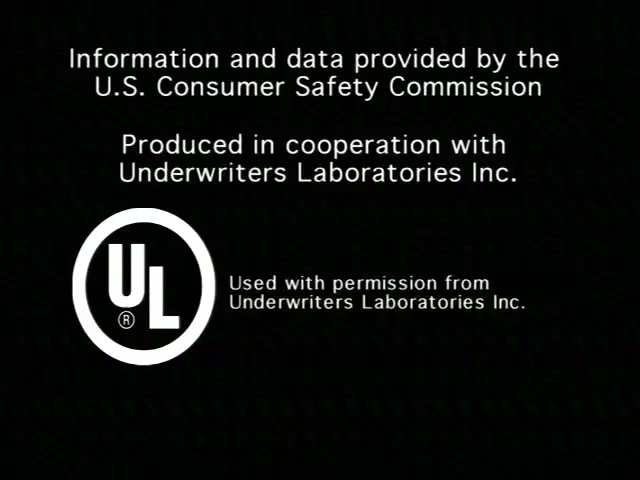 Information and data provided by the
U.S. Consumer Safety Commission
Produced in cooperation with
Underwriters Laboratories Inc.
UL
®
Used with permission from
Underwriters Laboratories Inc.